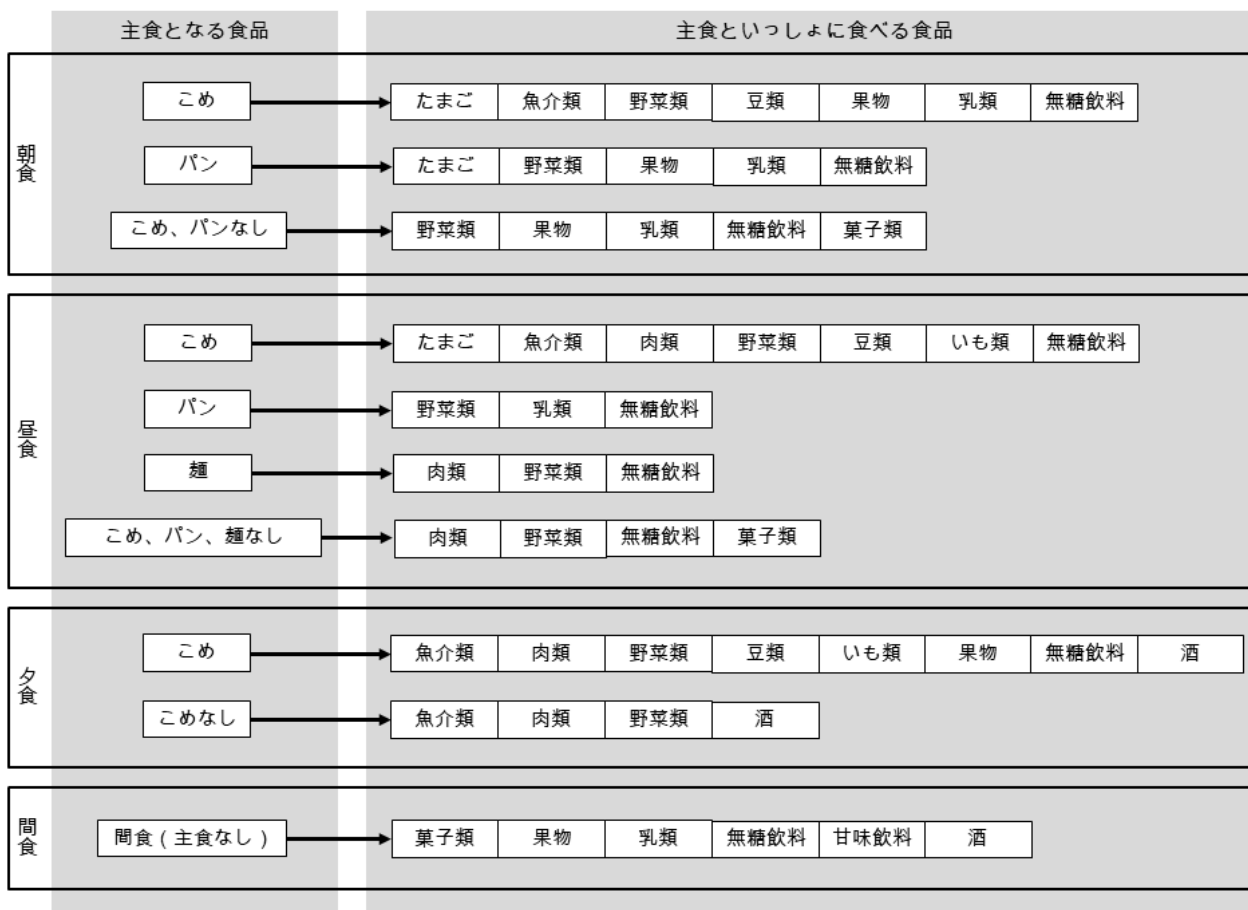 主食となる食品 主食といっしょに食べる食品
朝食
こめ たまご 魚介類 野菜類 豆類 果物 乳類 無糖飲料
パン たまご 野菜類 果物 乳類 無糖飲料
こめ、パンなし 野菜類 果物 乳類 無糖飲料 菓子類
昼食
こめ たまご 魚介類 肉類 野菜類 豆類 いも類 無糖飲料
パン 野菜類 乳類 無糖飲料
麺 肉類 野菜類 無糖飲料
こめ、パン、麺なし 肉類 野菜類 無糖飲料 菓子類
夕食
こめ 魚介類 肉類 野菜類 豆類 いも類 果物 無糖飲料 酒
こめなし 魚介類 肉類 野菜類 酒
間食
間食(主食なし) 菓子類 果物 乳類 無糖飲料 甘味飲料 酒